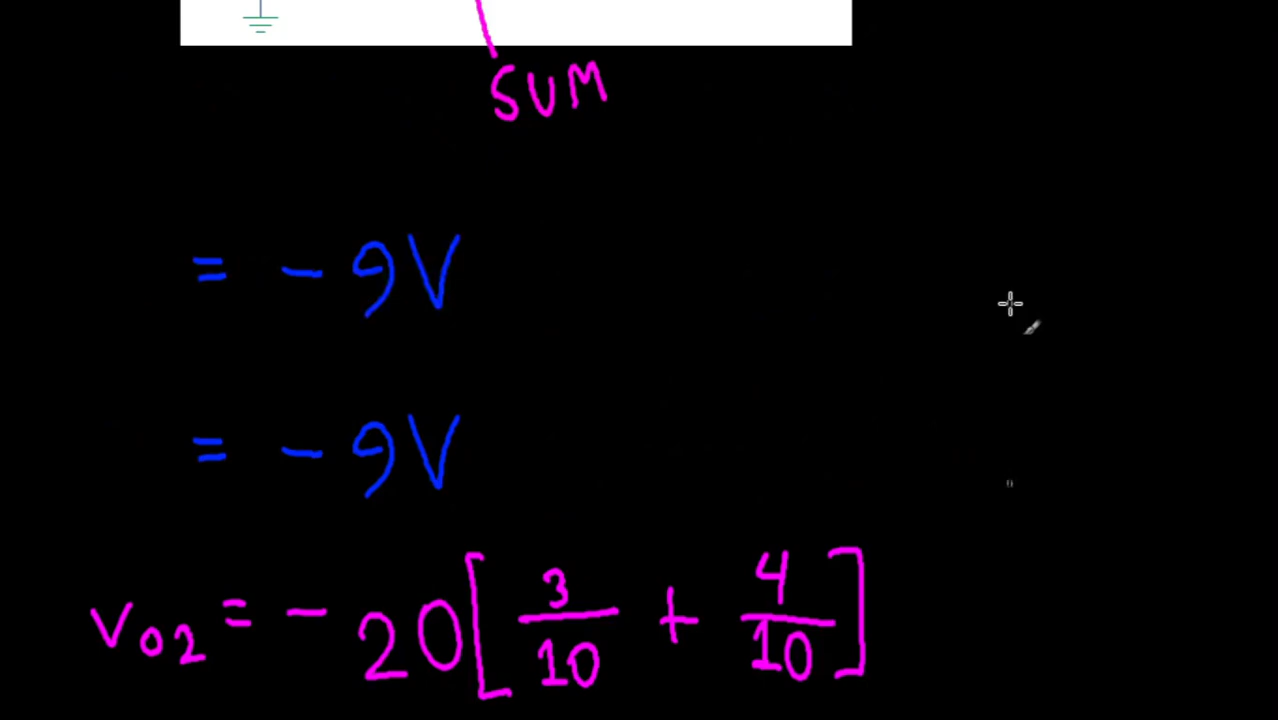 SUM
= - 9V
= - 9V
Vo2 = - 20 [ 3/10 + 4/10 ]